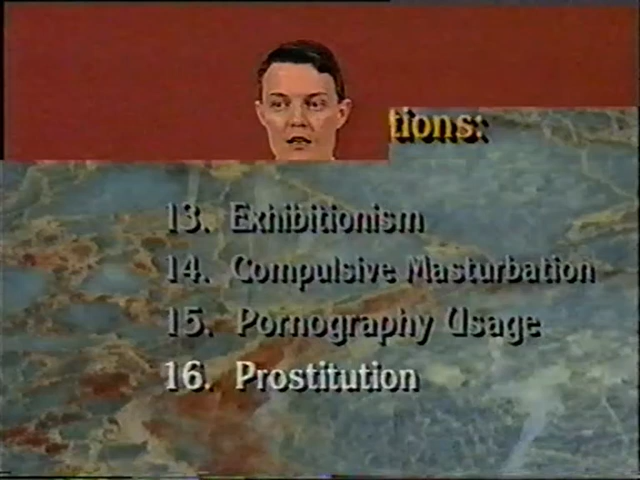 tions:
13. Exhibitionism
14. Compulsive Masturbation
15. Pornography Usage
16. Prostitution